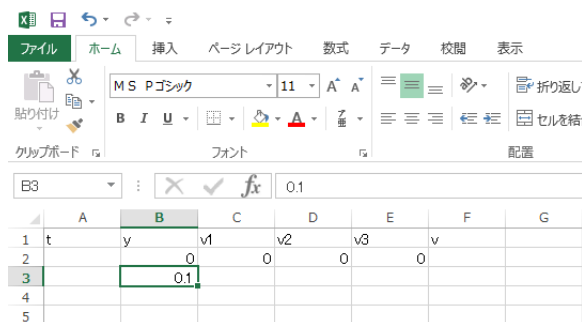 ファイル ホーム 挿入 ページ レイアウト 数式 データ 校閲 表示
貼り付け MS Pゴシック 11 A A 折り返し
B I U A ア亜 セルを結
クリップボード フォント 配置
B3 fx 0.1
A B C D E F G
1 t y v1 v2 v3 v
2 0 0 0 0
3 0.1
4
5